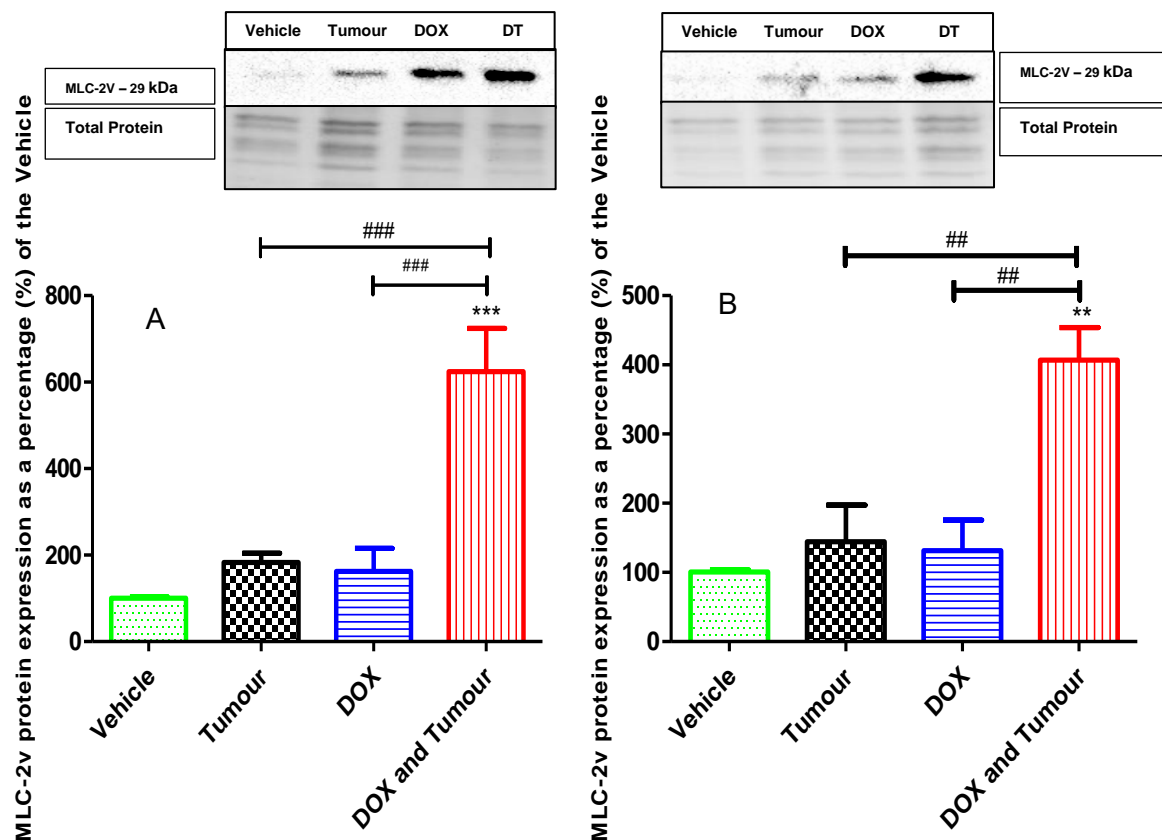 Vehicle Tumour DOX DT
MLC-2V – 29 kDa
Total Protein
MLC-2v protein expression as a percentage (%) of the Vehicle
###
###
800
A
***
600
400
200
0
Vehicle
Tumour
DOX
DOX and Tumour
Vehicle Tumour DOX DT
MLC-2V – 29 kDa
Total Protein
MLC-2v protein expression as a percentage (%) of the Vehicle
##
##
500
B
**
400
300
200
100
0
Vehicle
Tumour
DOX
DOX and Tumour